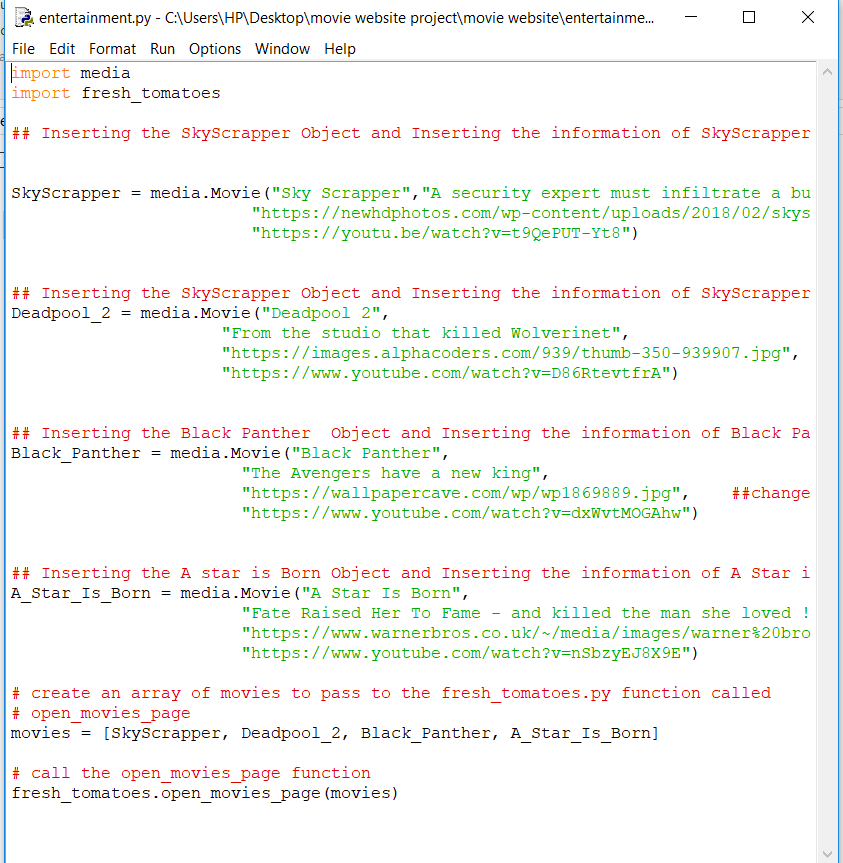 entertainment.py - C:\Users\HP\Desktop\movie website project\movie website\entertainme...
File Edit Format Run Options Window Help
import media
import fresh_tomatoes
## Inserting the SkyScrapper Object and Inserting the information of SkyScrapper
SkyScrapper = media.Movie("Sky Scrapper","A security expert must infiltrate a bu
"https://newhdphotos.com/wp-content/uploads/2018/02/skys
"https://youtu.be/watch?v=t9QePUT-Yt8")
## Inserting the SkyScrapper Object and Inserting the information of SkyScrapper
Deadpool_2 = media.Movie("Deadpool 2",
"From the studio that killed Wolverinet",
"https://images.alphacoders.com/939/thumb-350-939907.jpg",
"https://www.youtube.com/watch?v=D86RtevtfrA")
## Inserting the Black Panther  Object and Inserting the information of Black Pa
Black_Panther = media.Movie("Black Panther",
"The Avengers have a new king",
"https://wallpapercave.com/wp/wp1869889.jpg",    ##change
"https://www.youtube.com/watch?v=dxWvtMOGAhw")
## Inserting the A star is Born Object and Inserting the information of A Star i
A_Star_Is_Born = media.Movie("A Star Is Born",
"Fate Raised Her To Fame - and killed the man she loved !
"https://www.warnerbros.co.uk/~/media/images/warner%20bro
"https://www.youtube.com/watch?v=nSbzyEJ8X9E")
# create an array of movies to pass to the fresh_tomatoes.py function called
# open_movies_page
movies = [SkyScrapper, Deadpool_2, Black_Panther, A_Star_Is_Born]
# call the open_movies_page function
fresh_tomatoes.open_movies_page(movies)